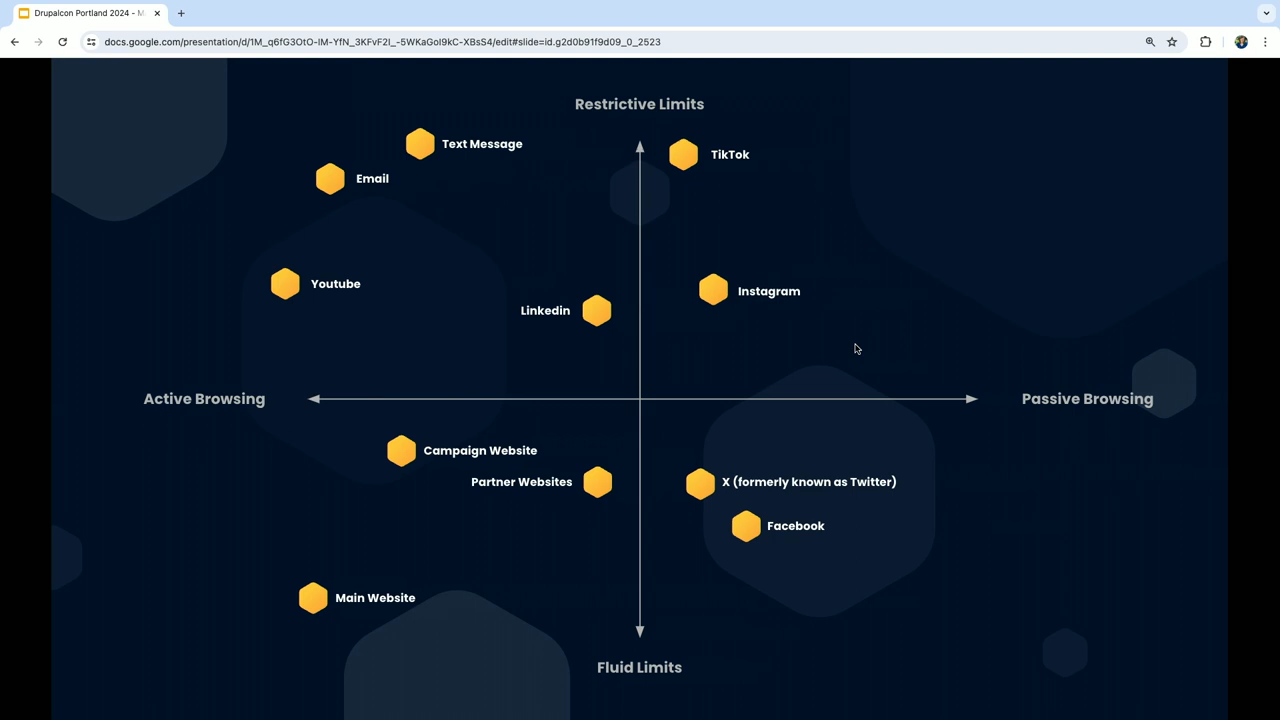 Drupalcon Portland 2024 - M
docs.google.com/presentation/d/1M_q6fG3OtO-IM-YfN_3KFvF2I_-5WKaGoI9kC-XBsS4/edit#slide=id.g2d0b91f9d09_0_2523
Restrictive Limits
Text Message
TikTok
Email
Youtube
Instagram
Linkedin
Active Browsing
Passive Browsing
Campaign Website
Partner Websites
X (formerly known as Twitter)
Facebook
Main Website
Fluid Limits